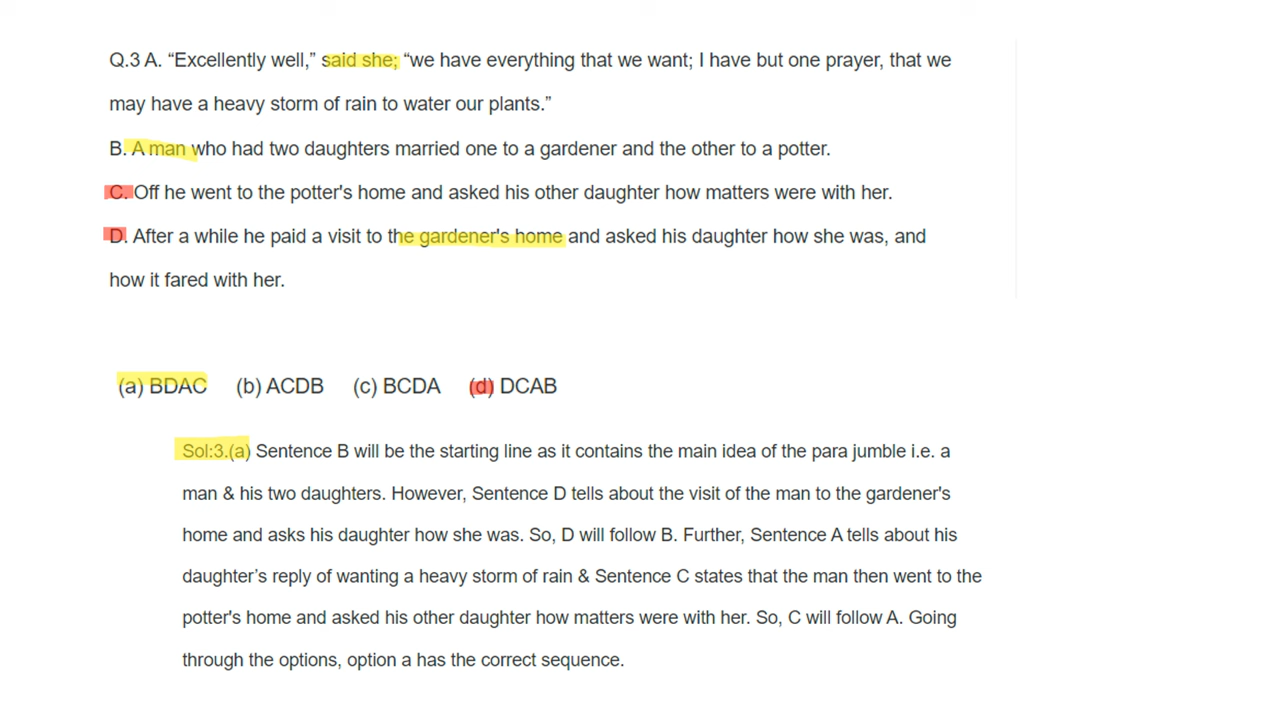 Q.3 A. “Excellently well,” said she; “we have everything that we want; I have but one prayer, that we
may have a heavy storm of rain to water our plants.”
B. A man who had two daughters married one to a gardener and the other to a potter.
C. Off he went to the potter's home and asked his other daughter how matters were with her.
D. After a while he paid a visit to the gardener's home and asked his daughter how she was, and
how it fared with her.
(a) BDAC (b) ACDB (c) BCDA (d) DCAB
Sol:3.(a) Sentence B will be the starting line as it contains the main idea of the para jumble i.e. a
man & his two daughters. However, Sentence D tells about the visit of the man to the gardener's
home and asks his daughter how she was. So, D will follow B. Further, Sentence A tells about his
daughter’s reply of wanting a heavy storm of rain & Sentence C states that the man then went to the
potter's home and asked his other daughter how matters were with her. So, C will follow A. Going
through the options, option a has the correct sequence.